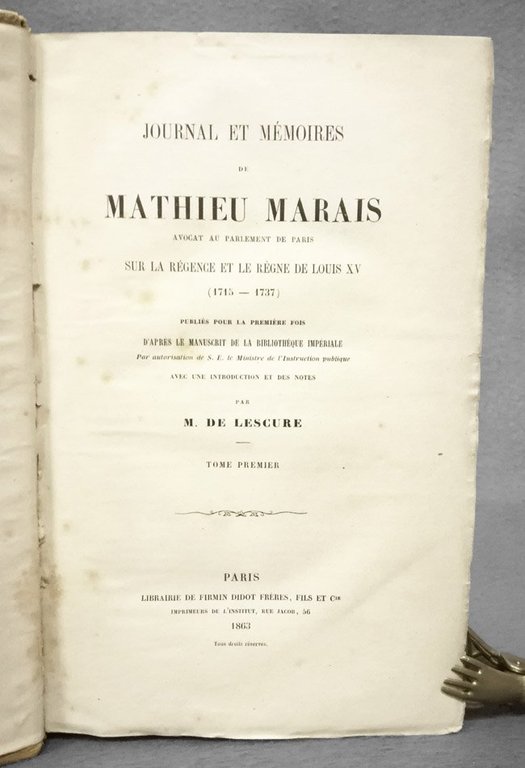 JOURNAL ET MÉMOIRES
DE
MATHIEU MARAIS
AVOCAT AU PARLEMENT DE PARIS
SUR LA RÉGENCE ET LE RÈGNE DE LOUIS XV
(1715 — 1737)
PUBLIÉS POUR LA PREMIÈRE FOIS
D'APRÈS LE MANUSCRIT DE LA BIBLIOTHÈQUE IMPÉRIALE
Par autorisation de S. E. le Ministre de l'Instruction publique
AVEC UNE INTRODUCTION ET DES NOTES
PAR
M. DE LESCURE
TOME PREMIER
PARIS
LIBRAIRIE DE FIRMIN DIDOT FRÈRES, FILS ET Cie
IMPRIMEURS DE L'INSTITUT, RUE JACOB, 56
1863
Tous droits réservés.